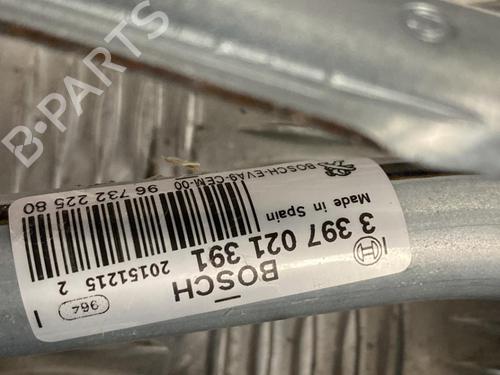 B-PARTS
BOSCH-EVA9-CEM-00
96 732 225 80
Made in Spain
3 397 021 391
20151215 2
BOSCH
964